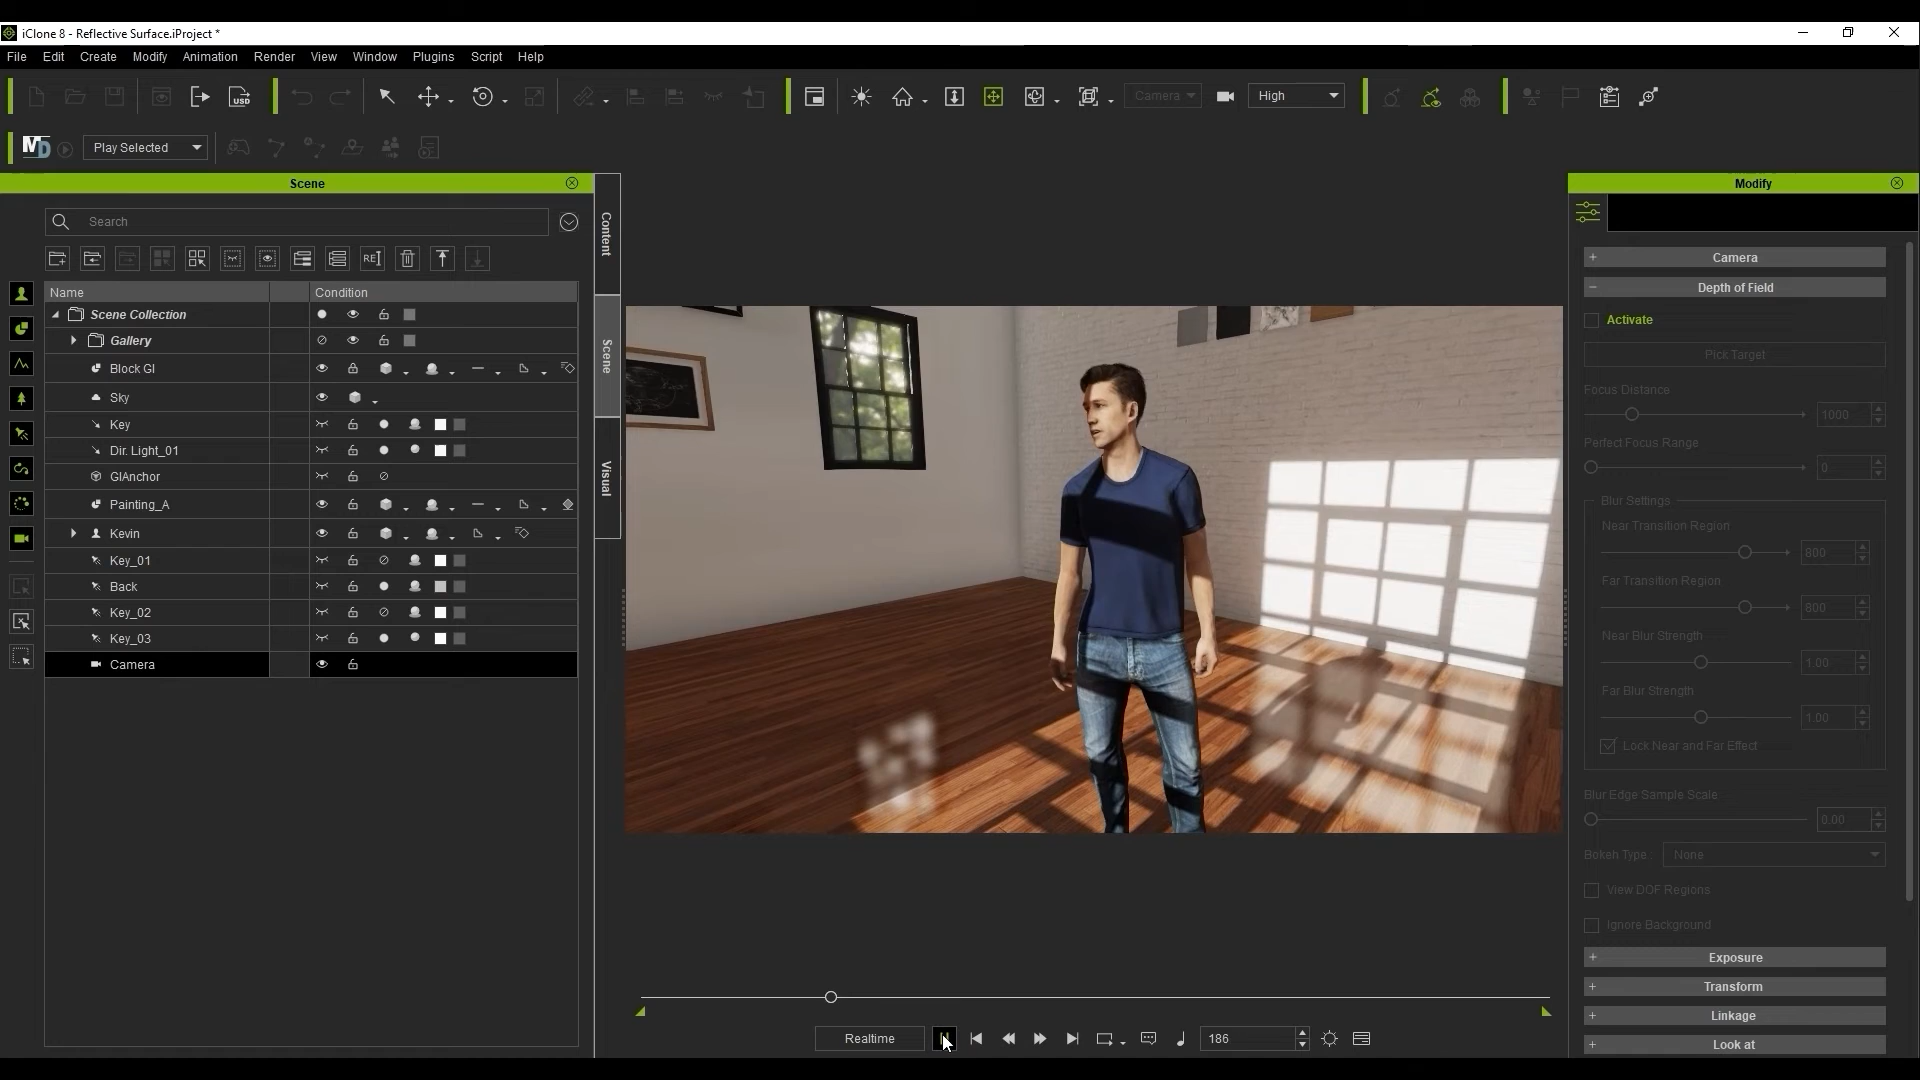 iClone 8 - Reflective Surface.iProject *
File Edit Create Modify Animation Render View Window Plugins Script Help
USD
Camera
High
MD
Play Selected
Scene
Search
REI
Name
Condition
Scene Collection
Gallery
Block GI
Sky
Key
Dir. Light_01
GIAnchor
Painting_A
Kevin
Key_01
Back
Key_02
Key_03
Camera
Content
Scene
Visual
Realtime
186
Modify
Camera
Depth of Field
Activate
Pick Target
Focus Distance
1000
Perfect Focus Range
0
Blur Settings
Near Transition Region
800
Far Transition Region
800
Near Blur Strength
1.00
Far Blur Strength
1.00
Lock Near and Far Effect
Blur Edge Sample Scale
0.00
Bokeh Type
None
View DOF Regions
Ignore Background
Exposure
Transform
Linkage
Look at